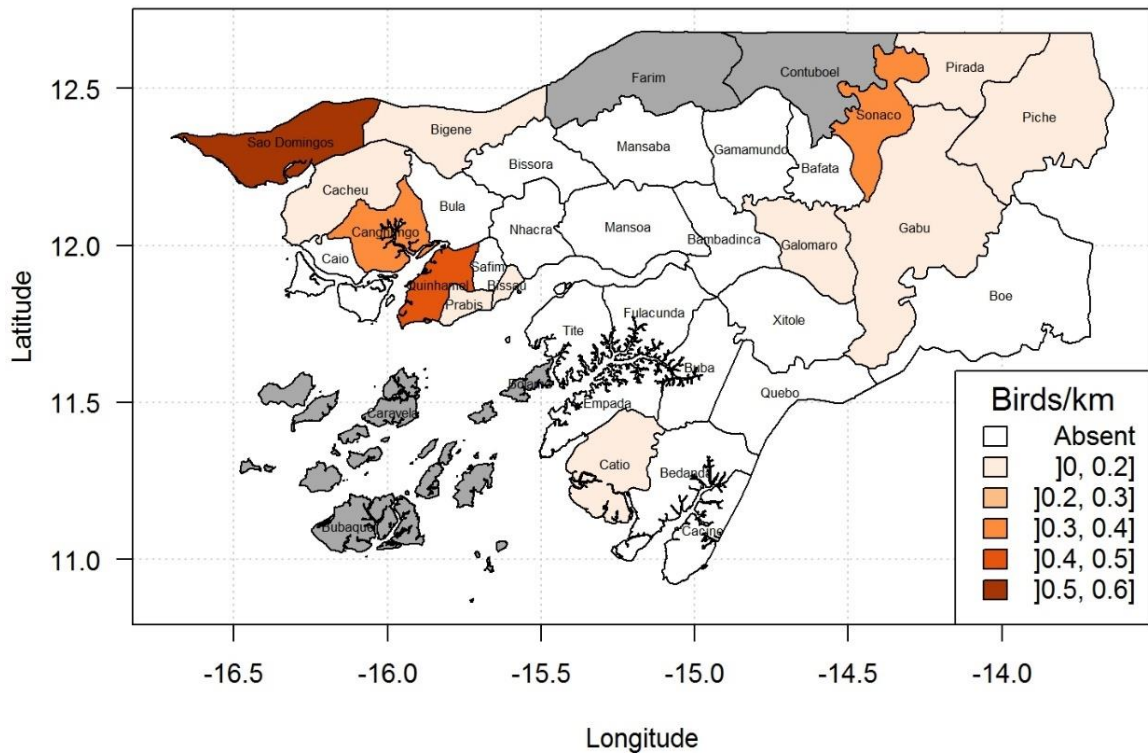 12.5
12.0
11.5
11.0
Latitude
-16.5
-16.0
-15.5
-15.0
-14.5
-14.0
Longitude
Farim
Contuboel
Pirada
Sonaco
Piche
Sao Domingos
Bigene
Mansaba
Gamamundo
Bissora
Bafata
Cacheu
Bula
Canghungo
Nhacra
Mansoa
Bambadinca
Galomaro
Gabu
Caio
Safim
Quinhamel
Bissau
Prabis
Boe
Fulacunda
Xitole
Tite
Buba
Bolama
Quebo
Empada
Caravela
Catio
Bedanda
Bubaque
Cacine
Birds/km
Absent
]0, 0.2]
]0.2, 0.3]
]0.3, 0.4]
]0.4, 0.5]
]0.5, 0.6]